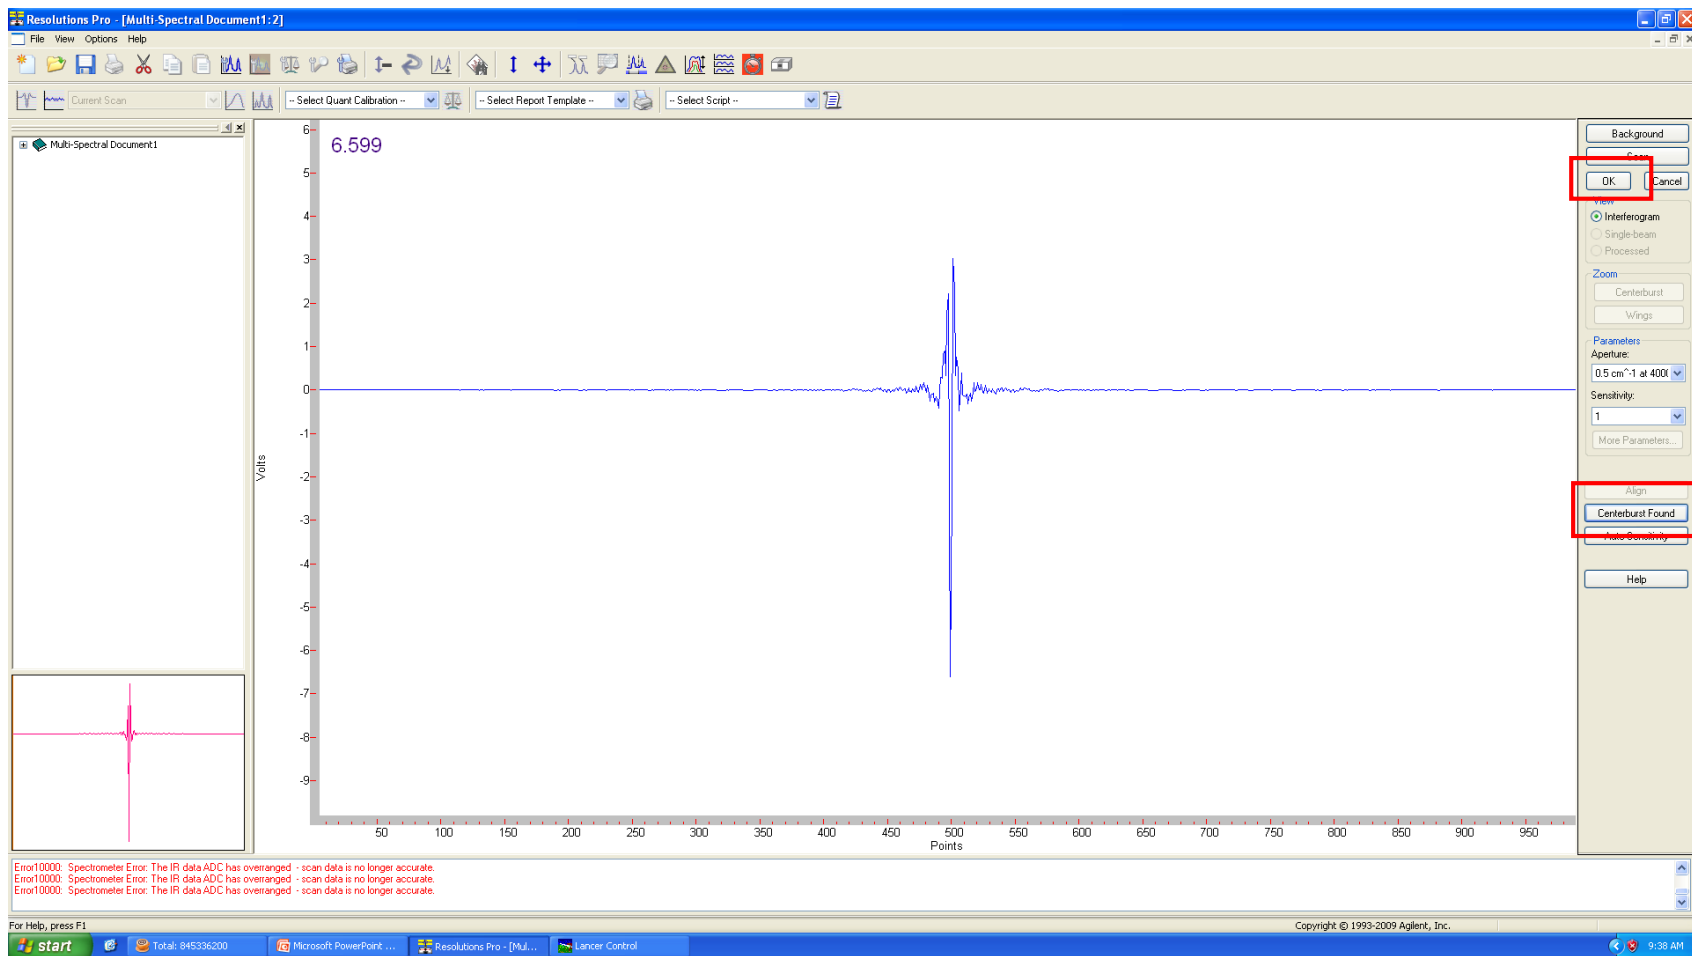 Resolutions Pro - [Multi-Spectral Document1:2]
File View Options Help
Current Scan
-- Select Quant Calibration --
-- Select Report Template --
-- Select Script --
Multi-Spectral Document1
6.599
6
5
4
3
2
1
0
-1
-2
-3
-4
-5
-6
-7
-8
-9
Volts
50 100 150 200 250 300 350 400 450 500 550 600 650 700 750 800 850 900 950
Points
Background
Scan
OK Cancel
View
Interferogram
Single-beam
Processed
Zoom
Centerburst
Wings
Parameters
Aperture:
0.5 cm^-1 at 400(
Sensitivity:
1
More Parameters...
Align
Centerburst Found
Auto Sensitivity
Help
Error10000: Spectrometer Error: The IR data ADC has overranged - scan data is no longer accurate.
Error10000: Spectrometer Error: The IR data ADC has overranged - scan data is no longer accurate.
Error10000: Spectrometer Error: The IR data ADC has overranged - scan data is no longer accurate.
For Help, press F1
Copyright © 1993-2009 Agilent, Inc.
start
Total: 845336200
Microsoft PowerPoint ...
Resolutions Pro - [Mul...
Lancer Control
9:38 AM